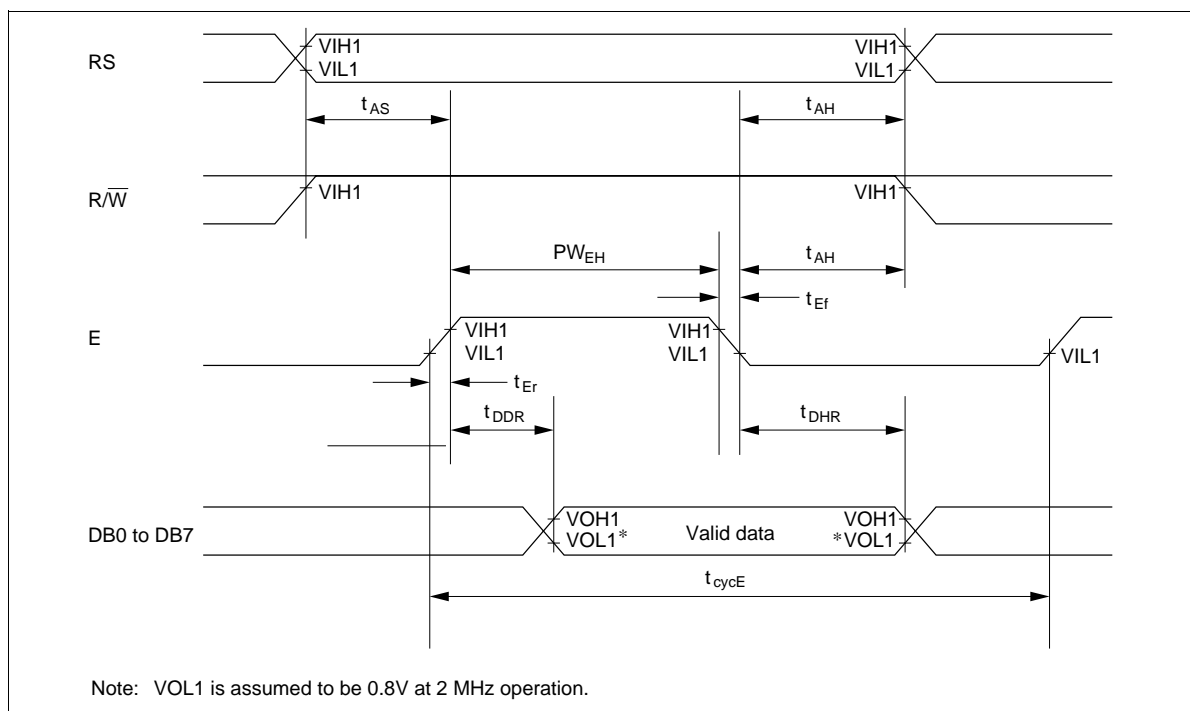 RS
VIH1
VIL1
VIH1
VIL1
tAS
tAH
R/W̅
VIH1
VIH1
PWEH
tAH
tEf
E
VIH1
VIL1
VIH1
VIL1
VIL1
tEr
tDDR
tDHR
DB0 to DB7
VOH1
VOL1*
Valid data
VOH1
*VOL1
tcycE
Note: VOL1 is assumed to be 0.8V at 2 MHz operation.